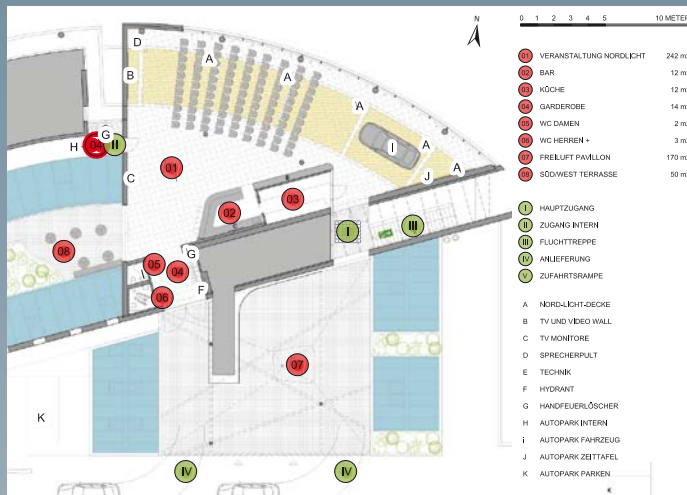 N
0 1 2 3 4 5 10 METER
01 VERANSTALTUNG NORDLICHT 242 m
02 BAR 12 m
03 KÜCHE 12 m
04 GARDEROBE 14 m
05 WC DAMEN 2 m
06 WC HERREN + 3 m
07 FREILUFT PAVILLON 170 m
08 SÜD/WEST TERRASSE 50 m
I HAUPTZUGANG
II ZUGANG INTERN
III FLUCHTTREPPE
IV ANLIEFERUNG
V ZUFAHRTSRAMPE
A NORD-LICHT-DECKE
B TV UND VIDEO WALL
C TV MONITORE
D SPRECHERPULT
E TECHNIK
F HYDRANT
G HANDFEUERLÖSCHER
H AUTOPARK INTERN
i AUTOPARK FAHRZEUG
J AUTOPARK ZEITTAFEL
K AUTOPARK PARKEN
€
D
A
B
A
A
G
H 04 II
I
A
J A
01
C
03
02
I
III
08
G
05
I 04
06
F
07
K
IV
IV